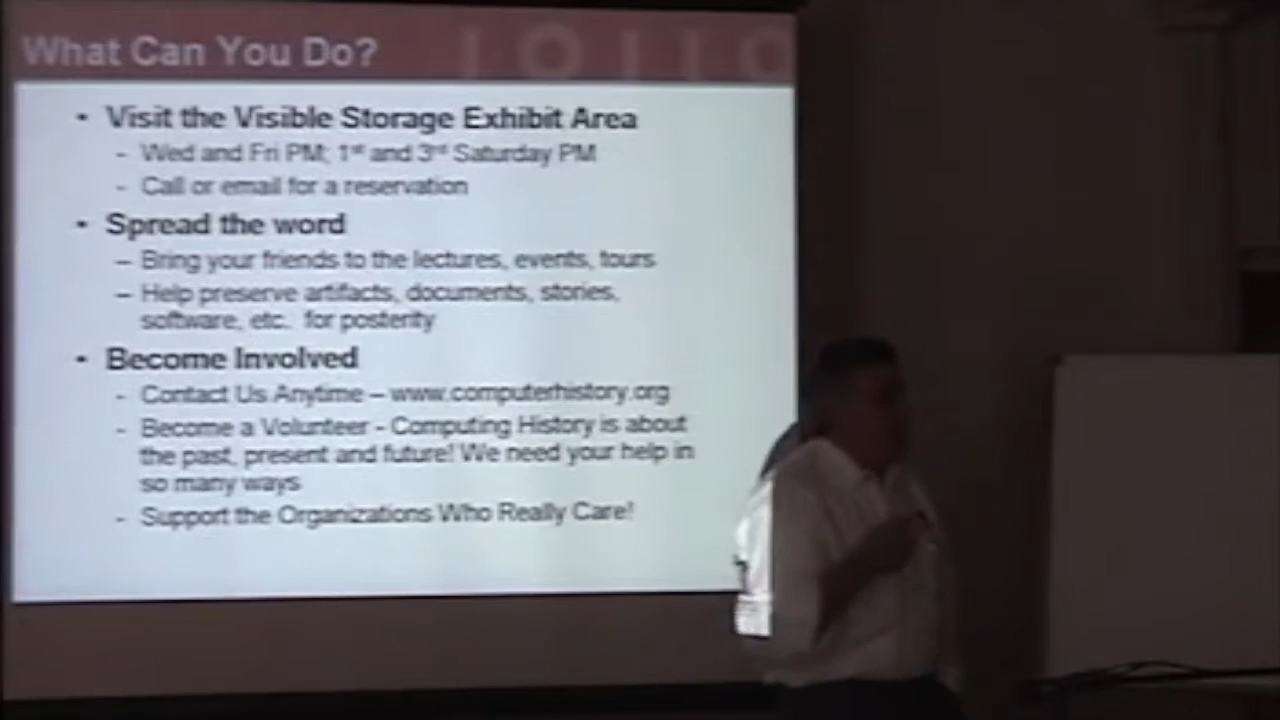 What Can You Do?
10110
• Visit the Visible Storage Exhibit Area
- Wed and Fri PM; 1st and 3rd Saturday PM
- Call or email for a reservation
• Spread the word
– Bring your friends to the lectures, events, tours
– Help preserve artifacts, documents, stories,
software, etc. for posterity
• Become Involved
- Contact Us Anytime – www.computerhistory.org
- Become a Volunteer - Computing History is about
the past, present and future! We need your help in
so many ways
- Support the Organizations Who Really Care!